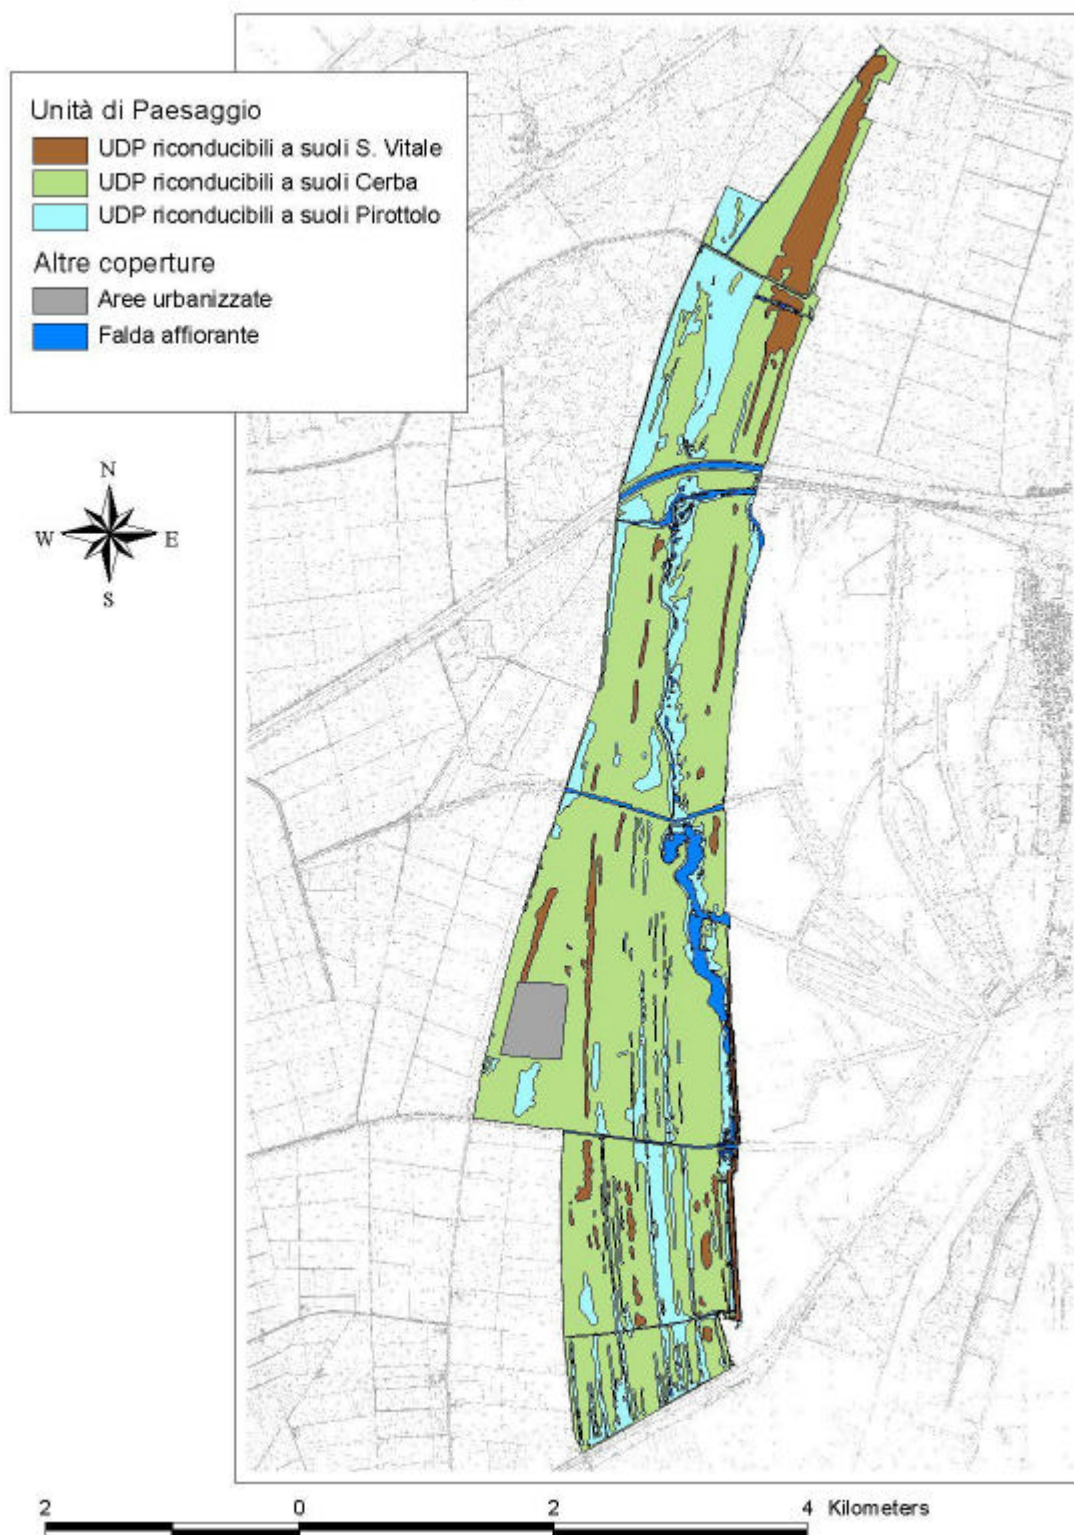 Unità di Paesaggio
UDP riconducibili a suoli S. Vitale
UDP riconducibili a suoli Cerba
UDP riconducibili a suoli Pirottolo
Altre coperture
Aree urbanizzate
Falda affiorante
N
W E
S
2 0 2 4 Kilometers